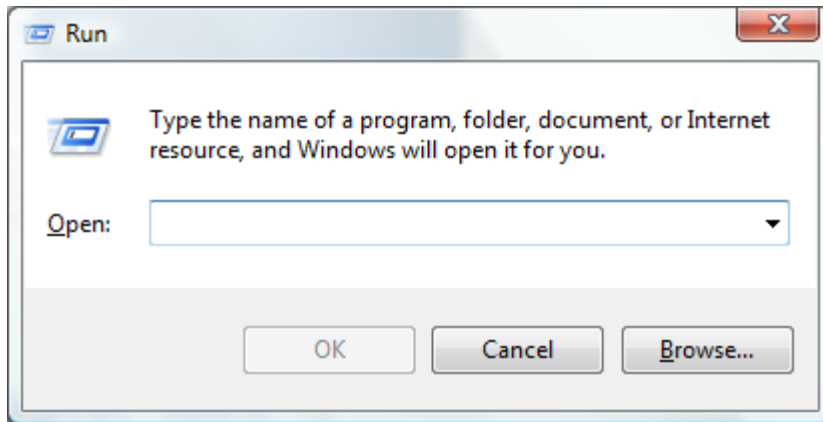 Run
Type the name of a program, folder, document, or Internet
resource, and Windows will open it for you.
Open:
OK Cancel Browse...